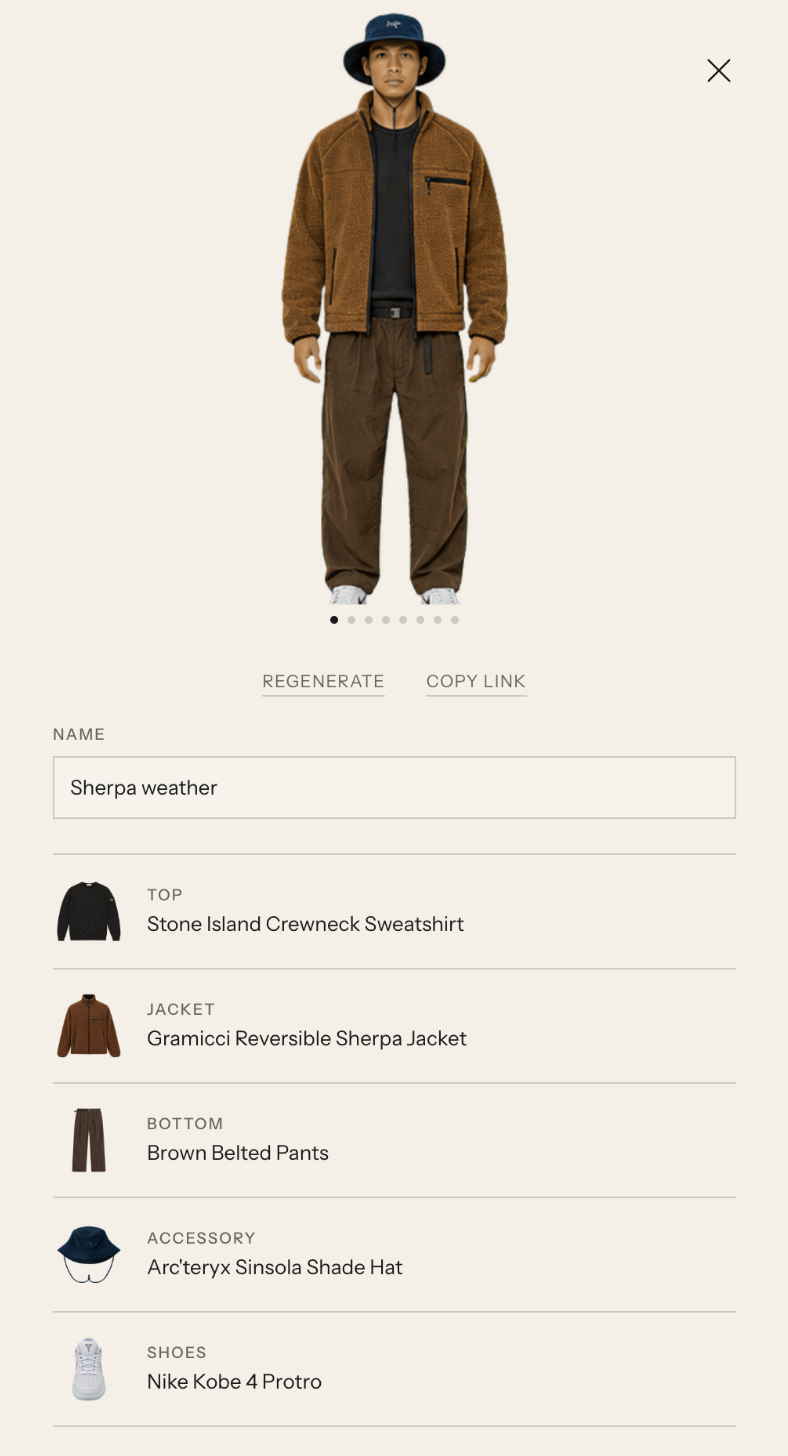 REGENERATE
COPY LINK
NAME
Sherpa weather
TOP
Stone Island Crewneck Sweatshirt
JACKET
Gramicci Reversible Sherpa Jacket
BOTTOM
Brown Belted Pants
ACCESSORY
Arc'teryx Sinsola Shade Hat
SHOES
Nike Kobe 4 Protro